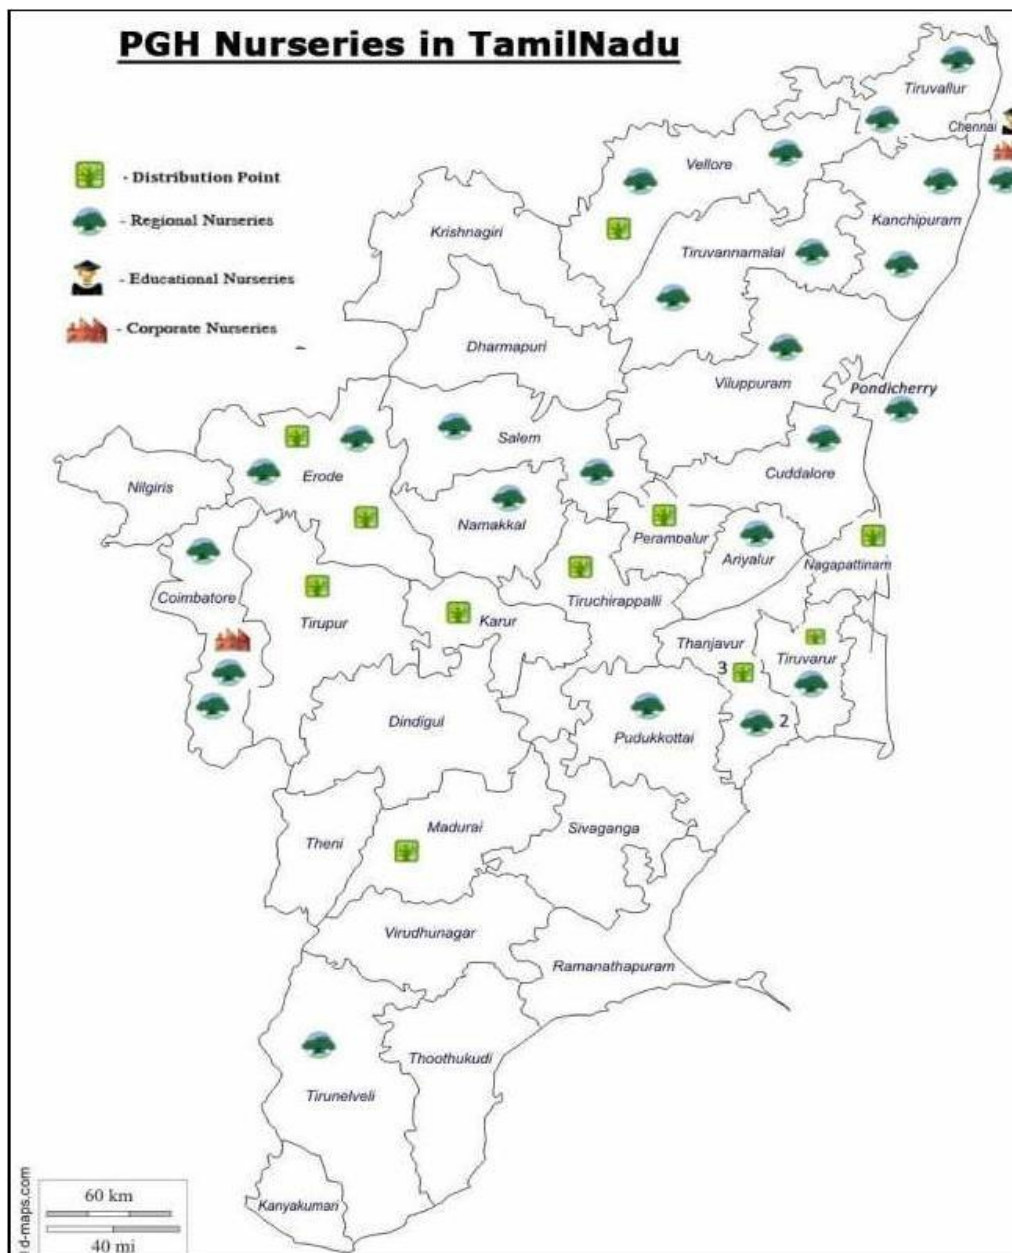 PGH Nurseries in TamilNadu
- Distribution Point
- Regional Nurseries
- Educational Nurseries
- Corporate Nurseries
Tiruvallur
Chennai
Vellore
Kanchipuram
Krishnagiri
Tiruvannamalai
Dharmapuri
Viluppuram
Pondicherry
Salem
Erode
Cuddalore
Nilgiris
Namakkal
Perambalur
Ariyalur
Nagapattinam
Coimbatore
Tirupur
Karur
Tiruchirappalli
Thanjavur
Tiruvarur
3
2
Dindigul
Pudukkottai
Madurai
Sivaganga
Theni
Virudhunagar
Ramanathapuram
Thoothukudi
Tirunelveli
Kanyakumari
60 km
40 mi
d-maps.com